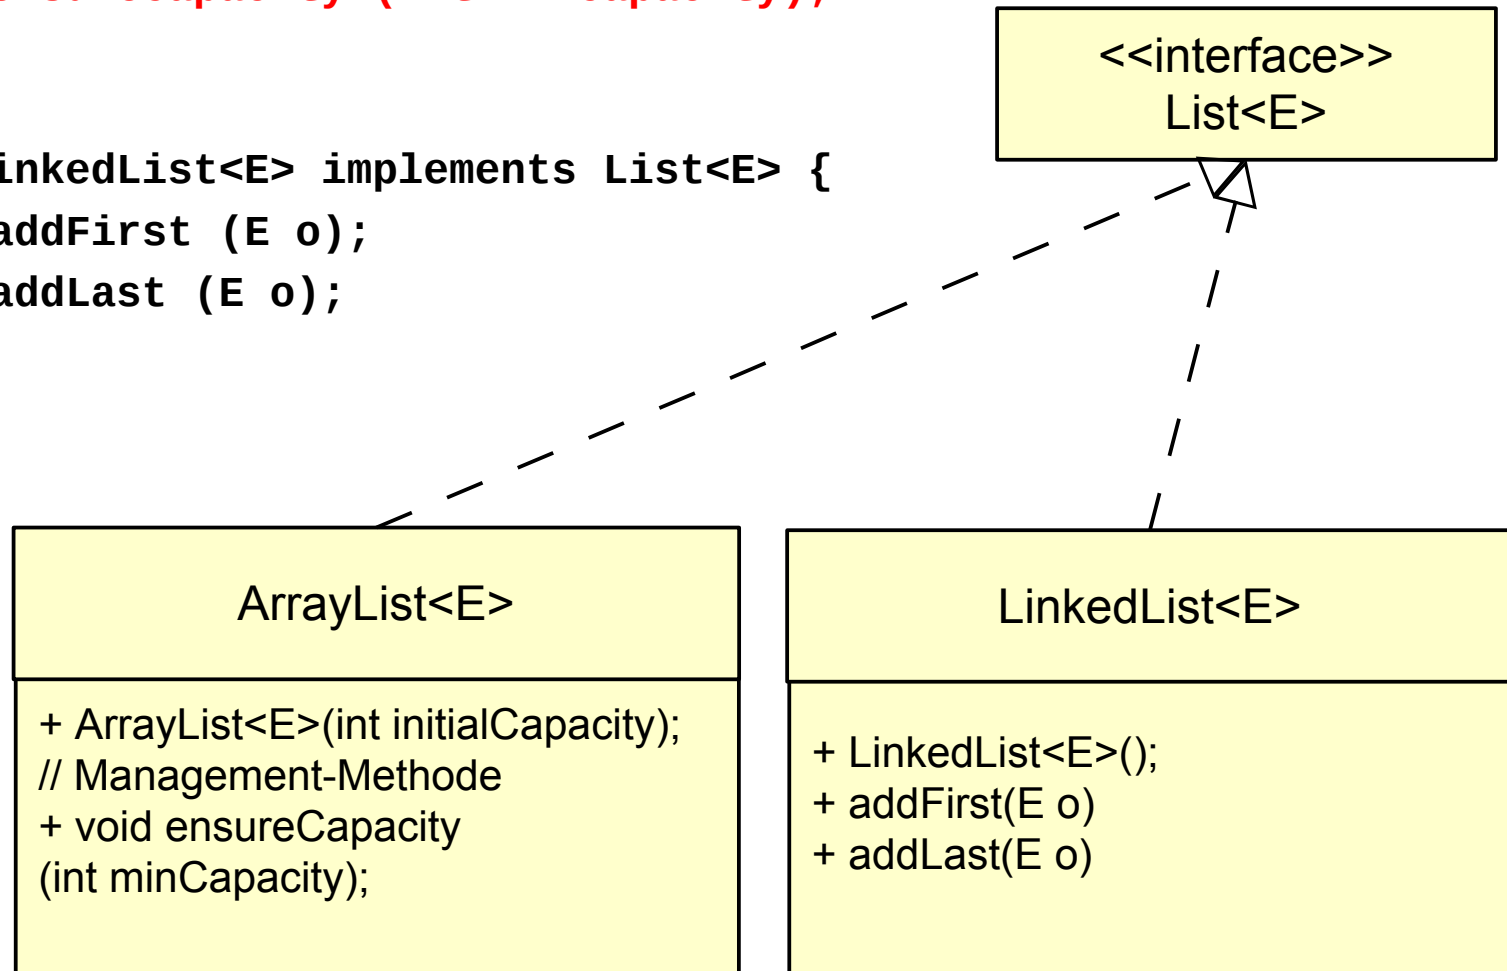 <<interface>>
List<E>
inkedList<E> implements List<E> {
addFirst (E o);
addLast (E o);
ArrayList<E>
+ ArrayList<E>(int initialCapacity);
// Management-Methode
+ void ensureCapacity
(int minCapacity);
LinkedList<E>
+ LinkedList<E>();
+ addFirst(E o)
+ addLast(E o)